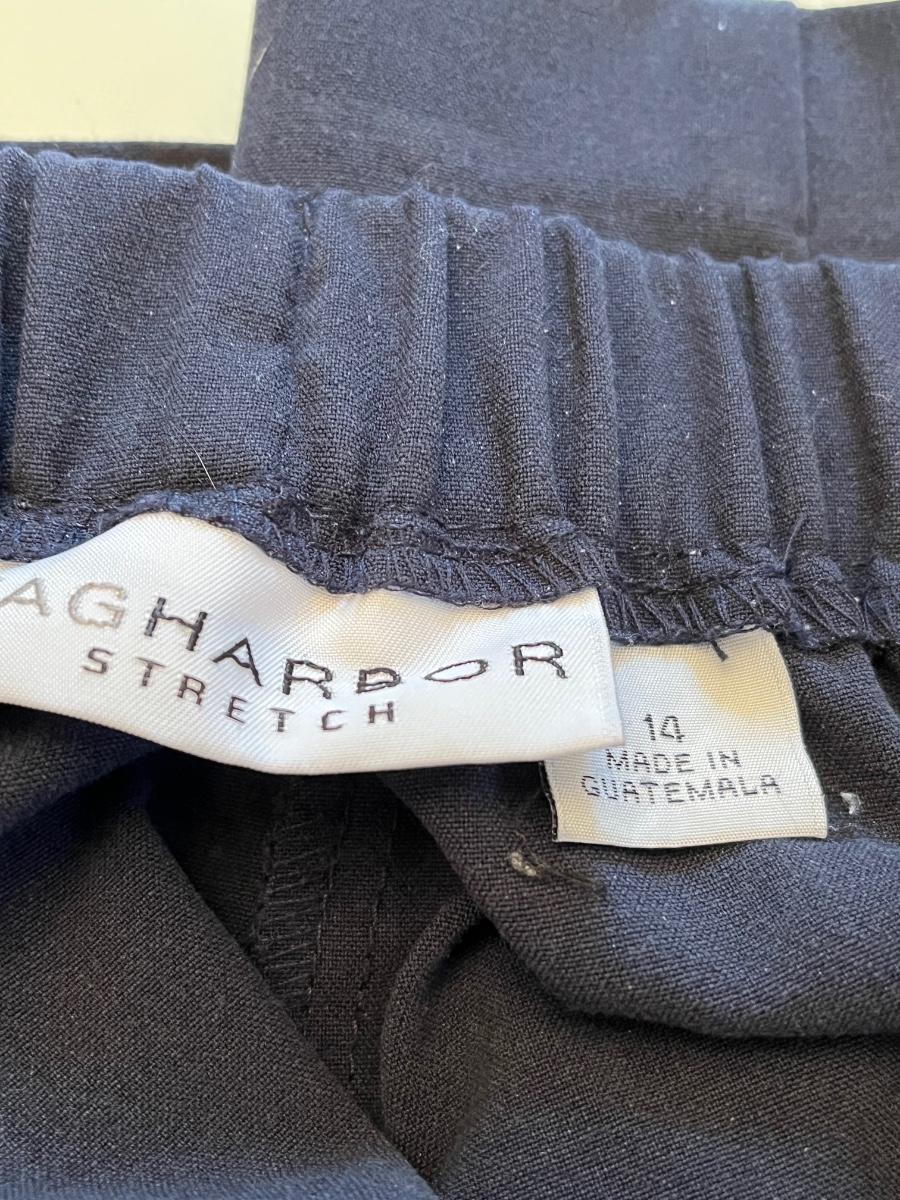 AGHARBOR
STRETCH
14
MADE IN
GUATEMALA